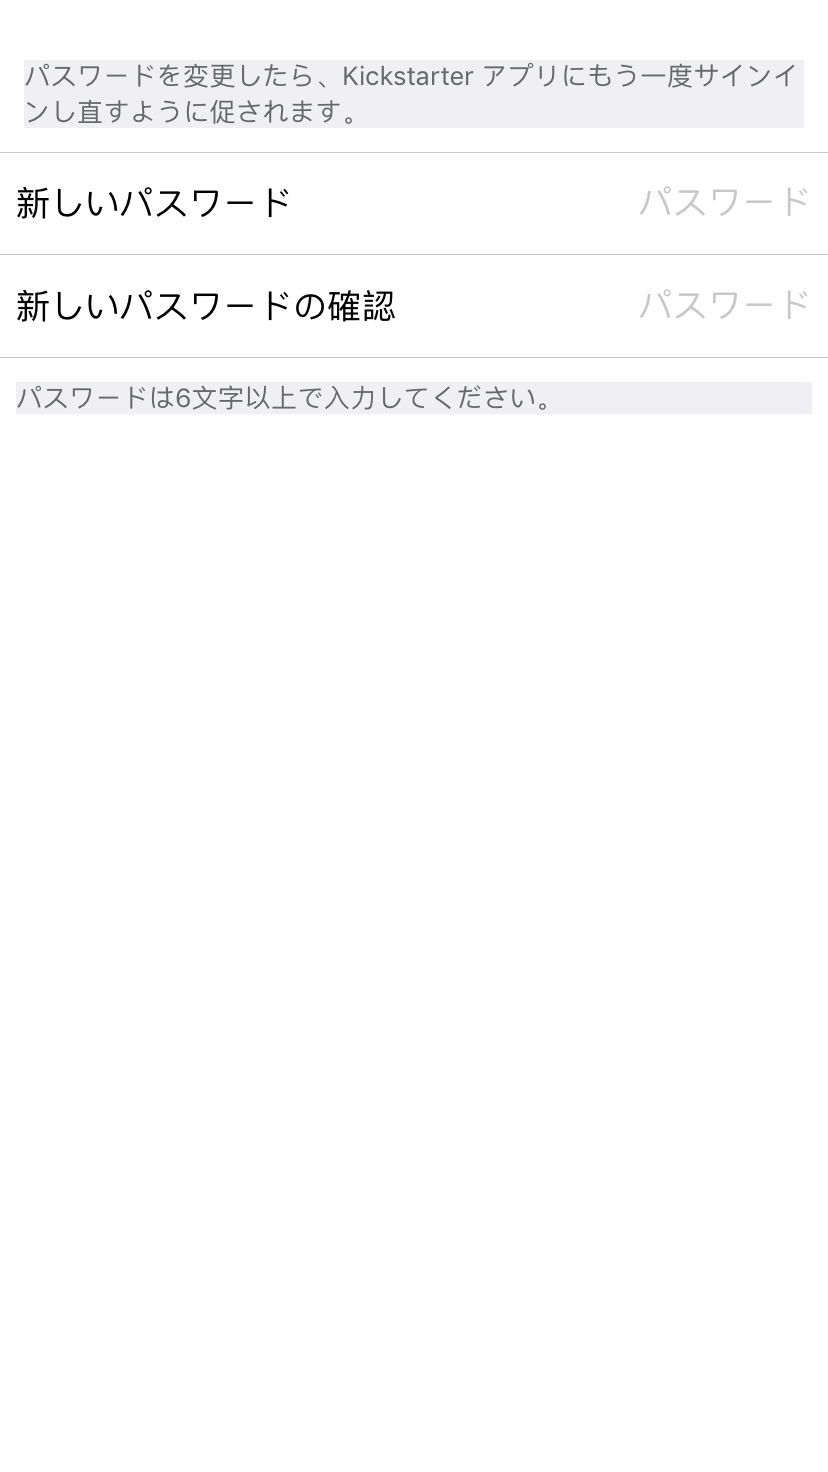 パスワードを変更したら、Kickstarter アプリにもう一度サインイ
ンし直すように促されます。
新しいパスワード パスワード
新しいパスワードの確認 パスワード
パスワードは6文字以上で入力してください。